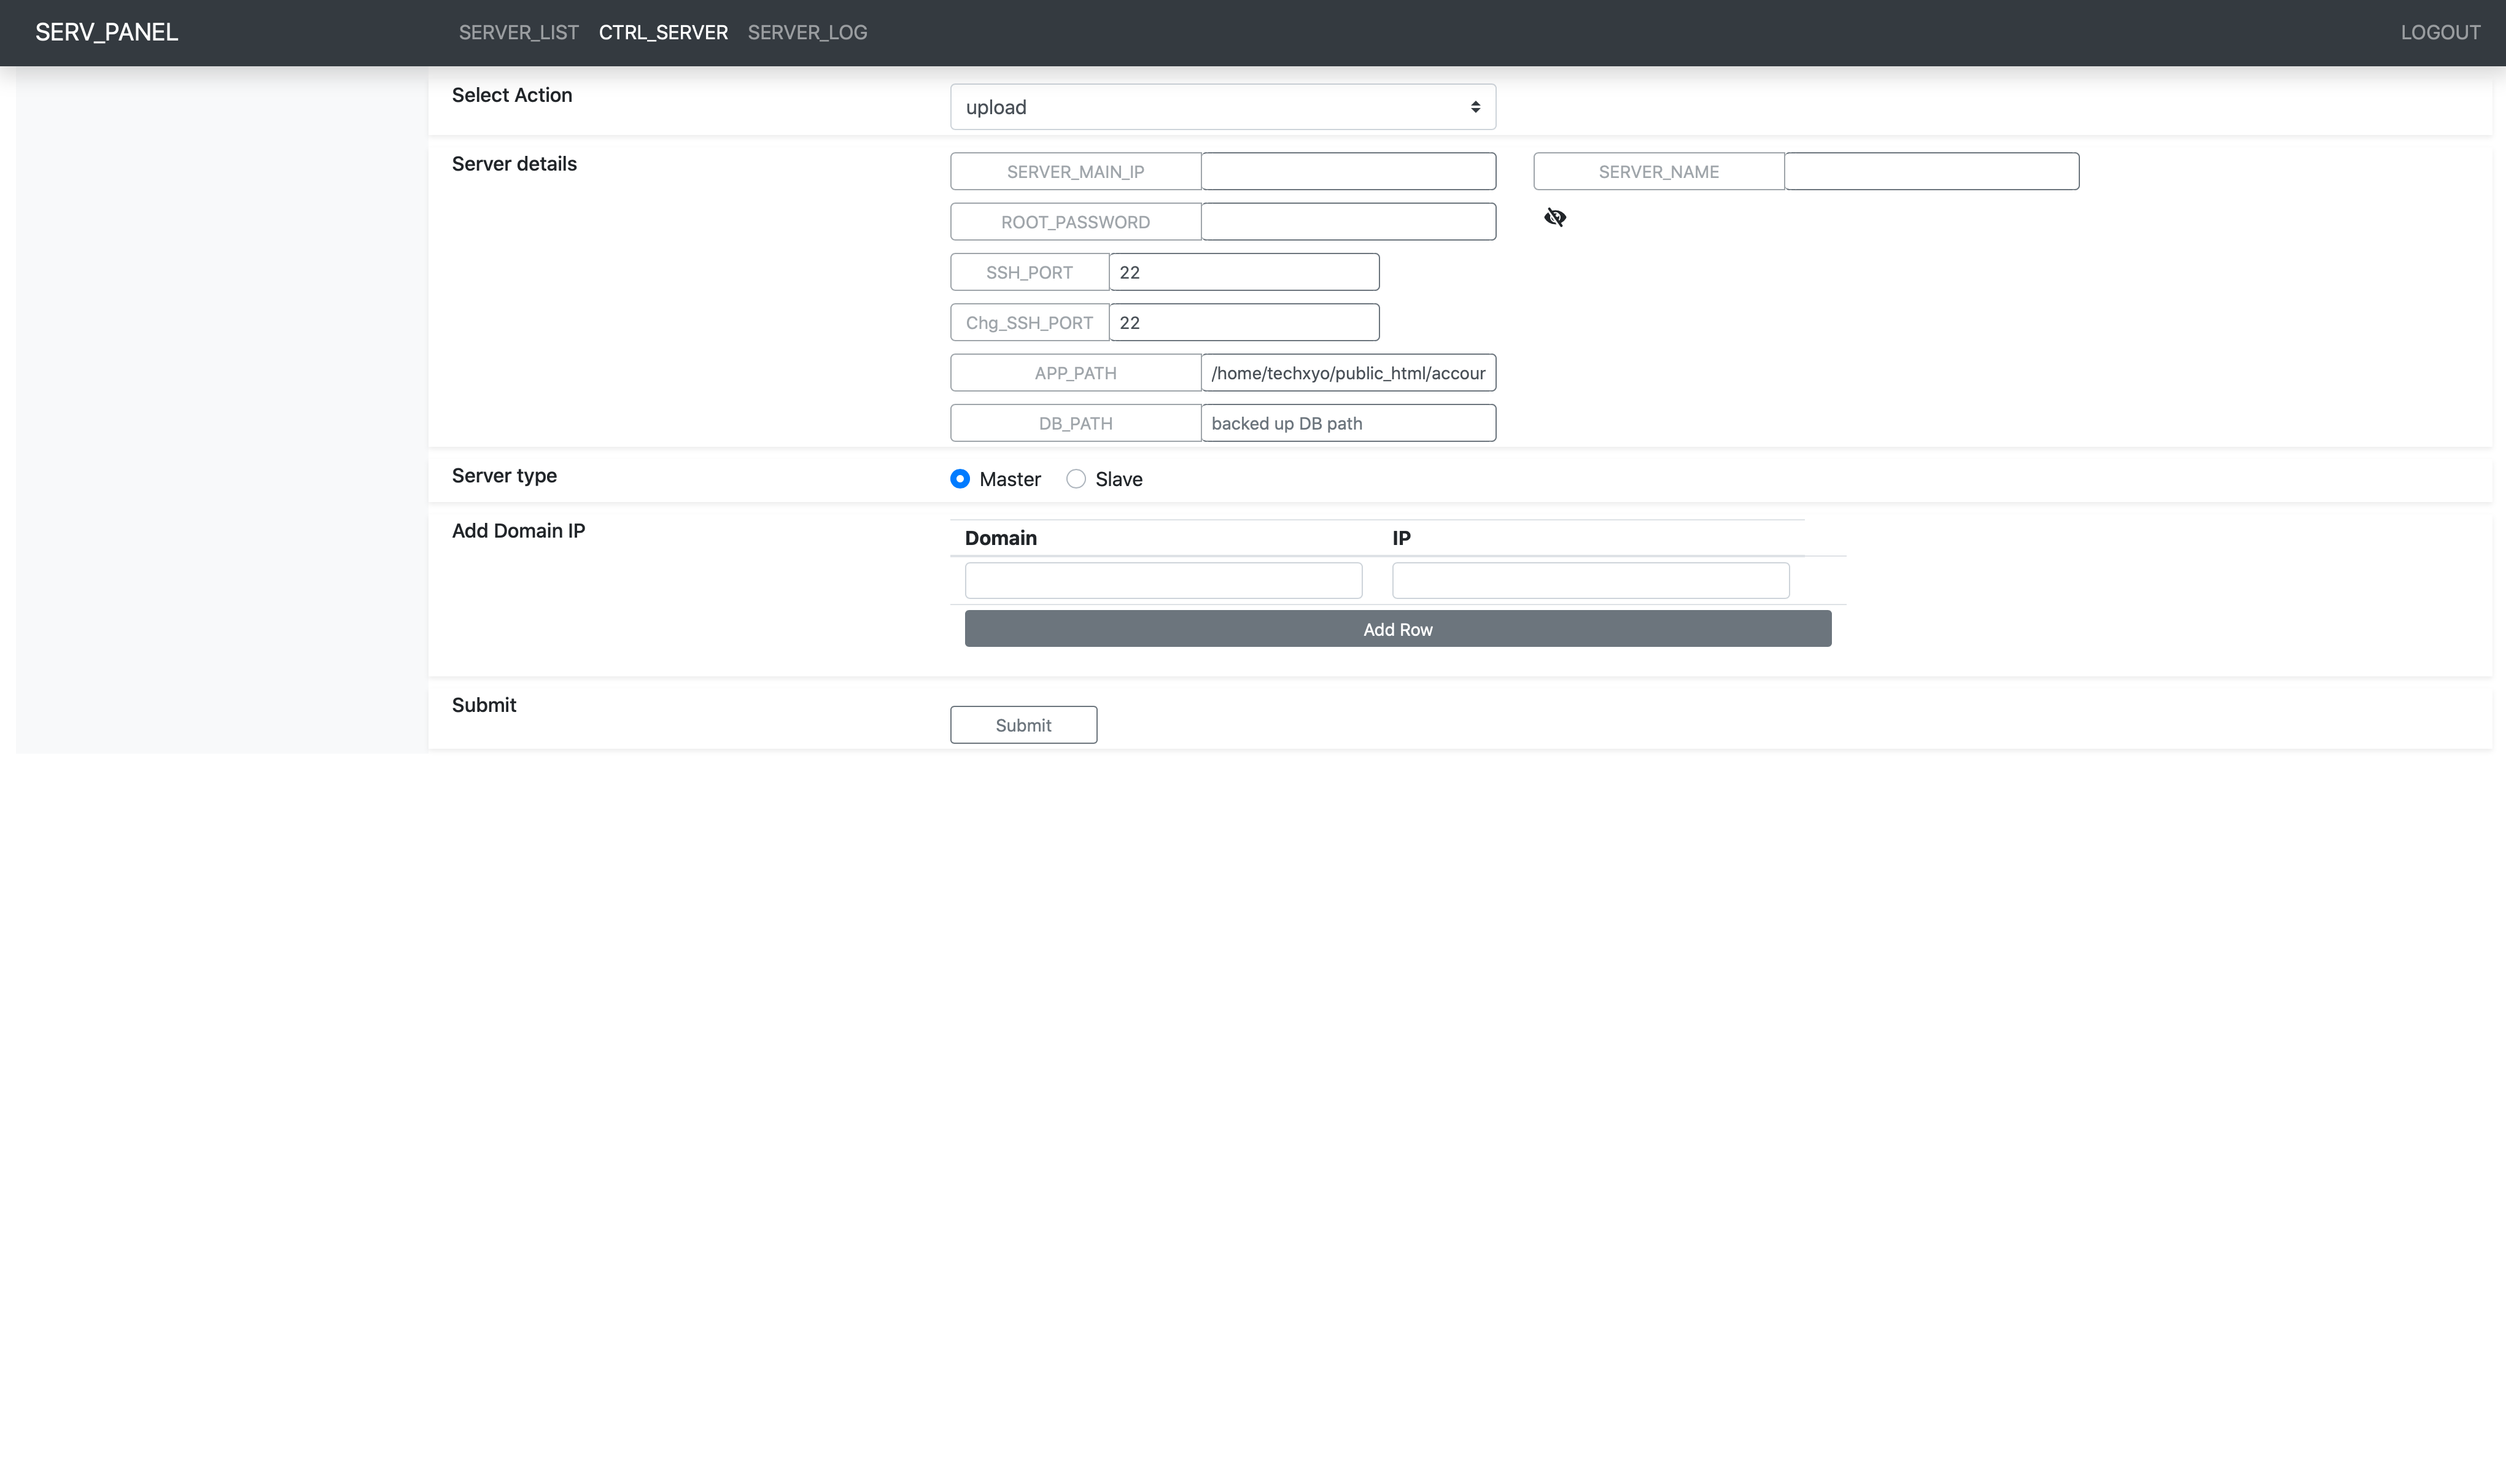 SERV_PANEL SERVER_LIST CTRL_SERVER SERVER_LOG LOGOUT
Select Action upload
Server details SERVER_MAIN_IP SERVER_NAME
ROOT_PASSWORD
SSH_PORT 22
Chg_SSH_PORT 22
APP_PATH /home/techxyo/public_html/accour
DB_PATH backed up DB path
Server type Master Slave
Add Domain IP Domain IP
Add Row
Submit Submit